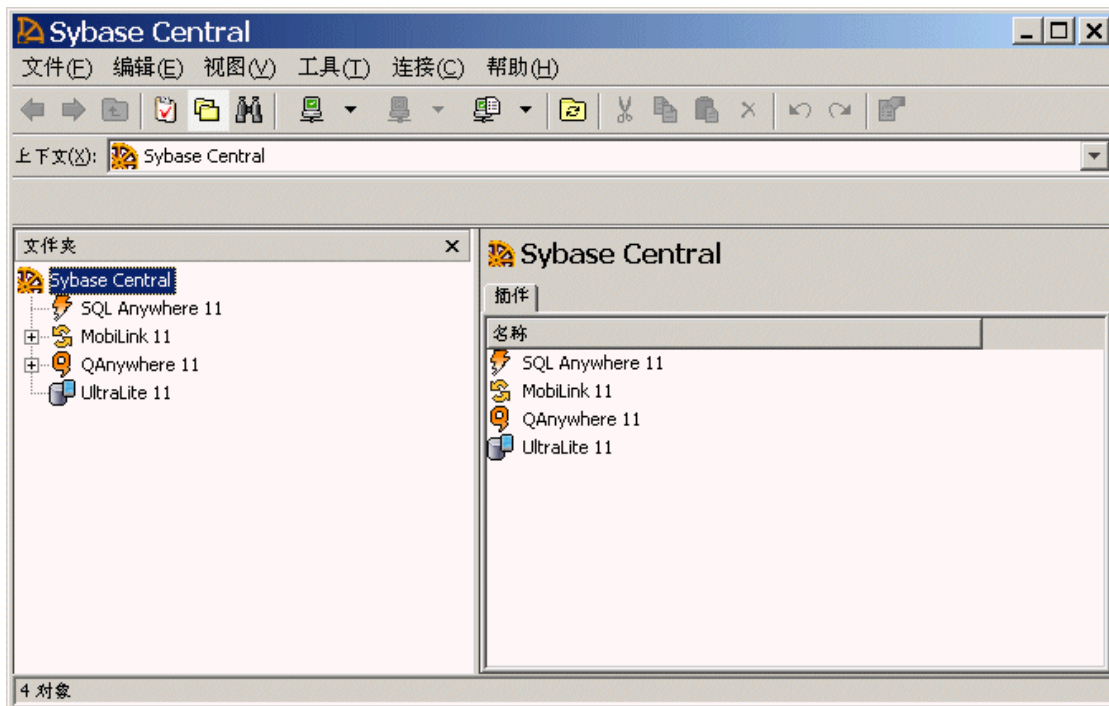 Sybase Central
文件(F) 编辑(E) 视图(V) 工具(T) 连接(C) 帮助(H)
上下文(X): Sybase Central
文件夹
Sybase Central
SQL Anywhere 11
MobiLink 11
QAnywhere 11
UltraLite 11
Sybase Central
插件
名称
SQL Anywhere 11
MobiLink 11
QAnywhere 11
UltraLite 11
4 对象